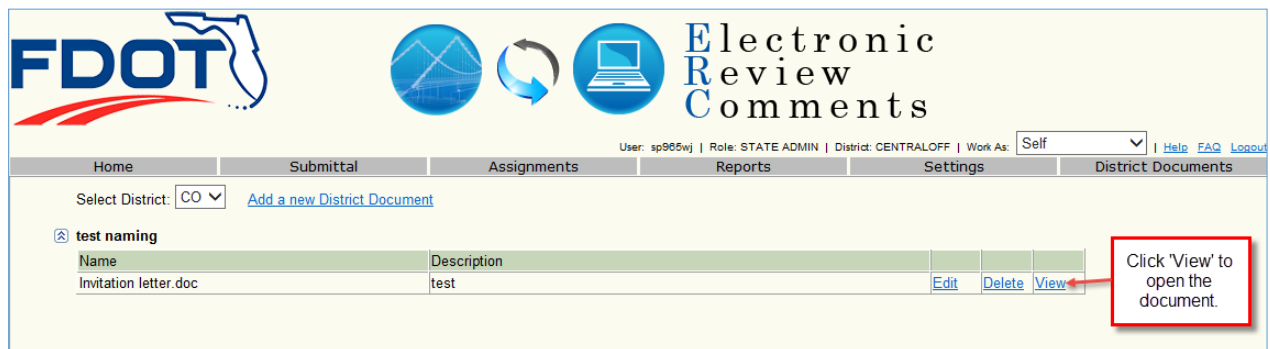 FDOT
Electronic
Review
Comments
User: sp965wj | Role: STATE ADMIN | District: CENTRALOFF | Work As: Self | Help FAQ Logout
Home Submittal Assignments Reports Settings District Documents
Select District: CO Add a new District Document
test naming
Name Description
Invitation letter.doc test Edit Delete View
Click 'View' to
open the
document.